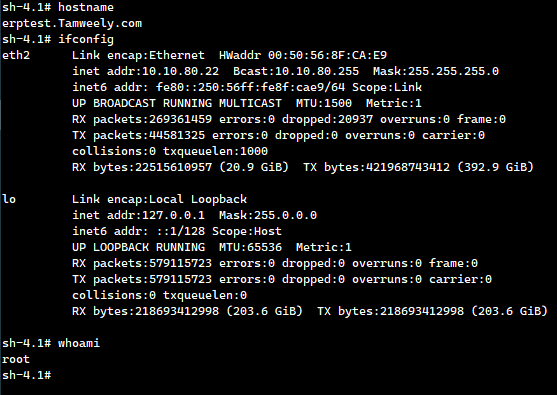 sh-4.1# hostname
erptest.Tamweely.com
sh-4.1# ifconfig
eth2      Link encap:Ethernet  HWaddr 00:50:56:8F:CA:E9
          inet addr:10.10.80.22  Bcast:10.10.80.255  Mask:255.255.255.0
          inet6 addr: fe80::250:56ff:fe8f:cae9/64 Scope:Link
          UP BROADCAST RUNNING MULTICAST  MTU:1500  Metric:1
          RX packets:269361459 errors:0 dropped:20937 overruns:0 frame:0
          TX packets:44581325 errors:0 dropped:0 overruns:0 carrier:0
          collisions:0 txqueuelen:1000
          RX bytes:22515610957 (20.9 GiB)  TX bytes:421968743412 (392.9 GiB)

lo        Link encap:Local Loopback
          inet addr:127.0.0.1  Mask:255.0.0.0
          inet6 addr: ::1/128 Scope:Host
          UP LOOPBACK RUNNING  MTU:65536  Metric:1
          RX packets:579115723 errors:0 dropped:0 overruns:0 frame:0
          TX packets:579115723 errors:0 dropped:0 overruns:0 carrier:0
          collisions:0 txqueuelen:0
          RX bytes:218693412998 (203.6 GiB)  TX bytes:218693412998 (203.6 GiB)

sh-4.1# whoami
root
sh-4.1#